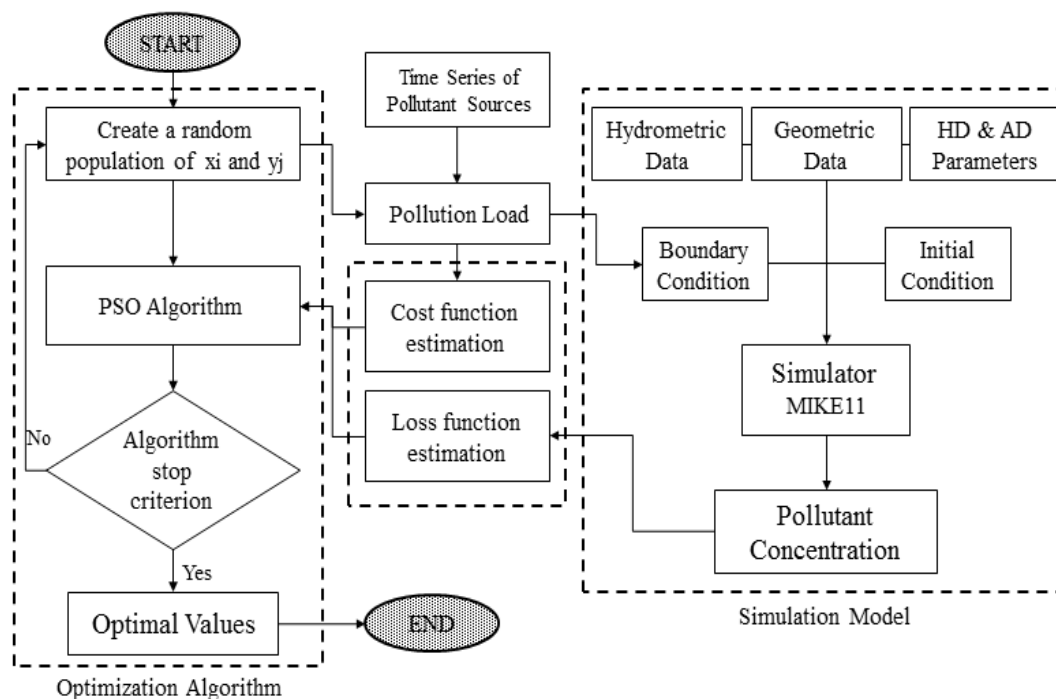 START
Create a random
population of xi and yj
PSO Algorithm
No
Algorithm
stop
criterion
Yes
Optimal Values
Optimization Algorithm
Time Series of
Pollutant Sources
Pollution Load
Cost function
estimation
Loss function
estimation
END
Hydrometric
Data
Geometric
Data
HD & AD
Parameters
Boundary
Condition
Initial
Condition
Simulator
MIKE11
Pollutant
Concentration
Simulation Model